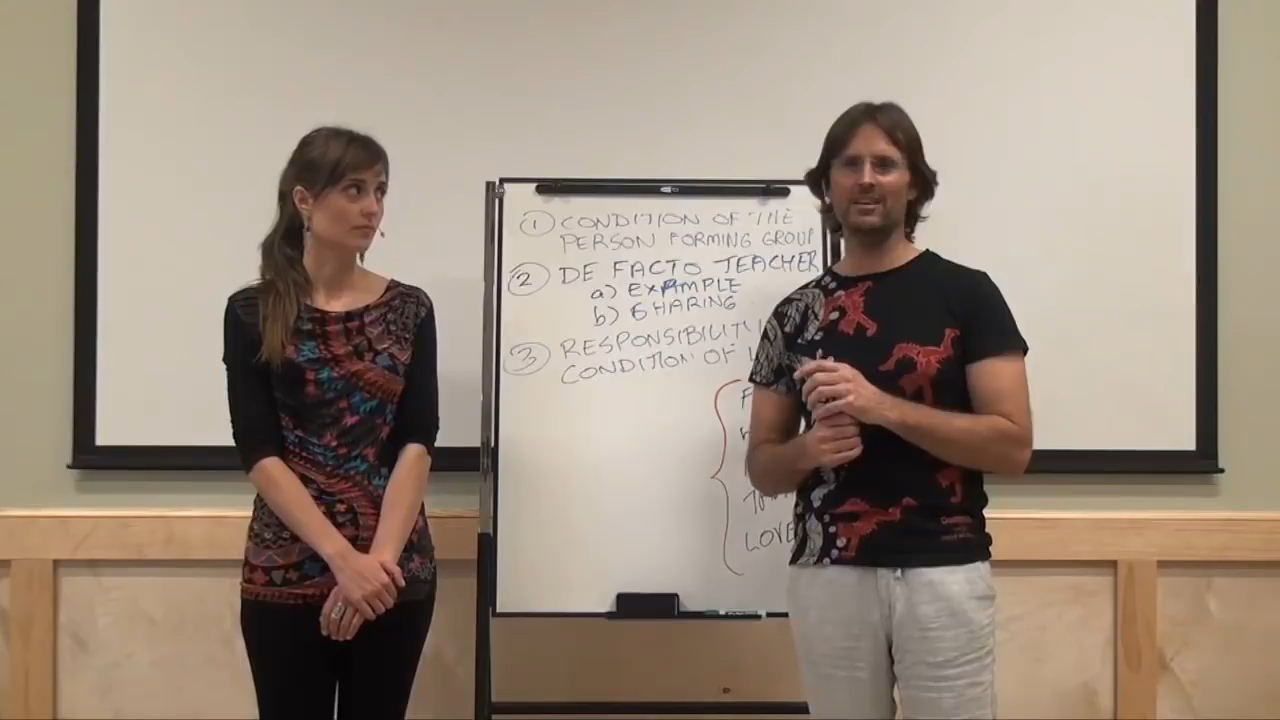 ① CONDITION OF THE
PERSON FORMING GROUP
② DE FACTO TEACHER
a) EXAMPLE
b) SHARING
③ RESPONSIBILITY
CONDITION OF
LOVE